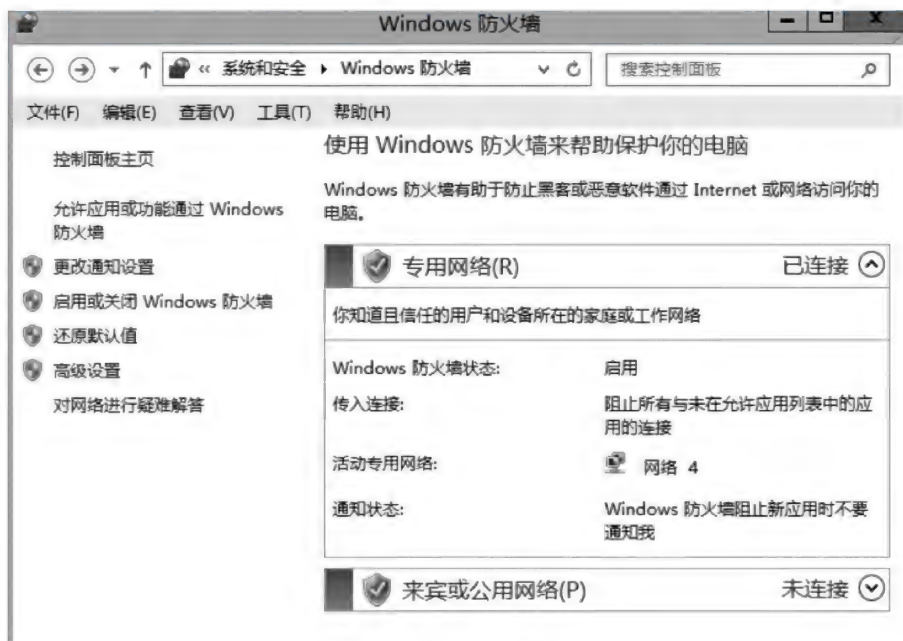 Windows 防火墙
« 系统和安全 ▸ Windows 防火墙
搜索控制面板
文件(F) 编辑(E) 查看(V) 工具(T) 帮助(H)
控制面板主页
允许应用或功能通过 Windows
防火墙
更改通知设置
启用或关闭 Windows 防火墙
还原默认值
高级设置
对网络进行疑难解答
使用 Windows 防火墙来帮助保护你的电脑
Windows 防火墙有助于防止黑客或恶意软件通过 Internet 或网络访问你的
电脑。
专用网络(R) 已连接
你知道且信任的用户和设备所在的家庭或工作网络
Windows 防火墙状态: 启用
传入连接: 阻止所有与未在允许应用列表中的应
用的连接
活动专用网络: 网络 4
通知状态: Windows 防火墙阻止新应用时不要
通知我
来宾或公用网络(P) 未连接